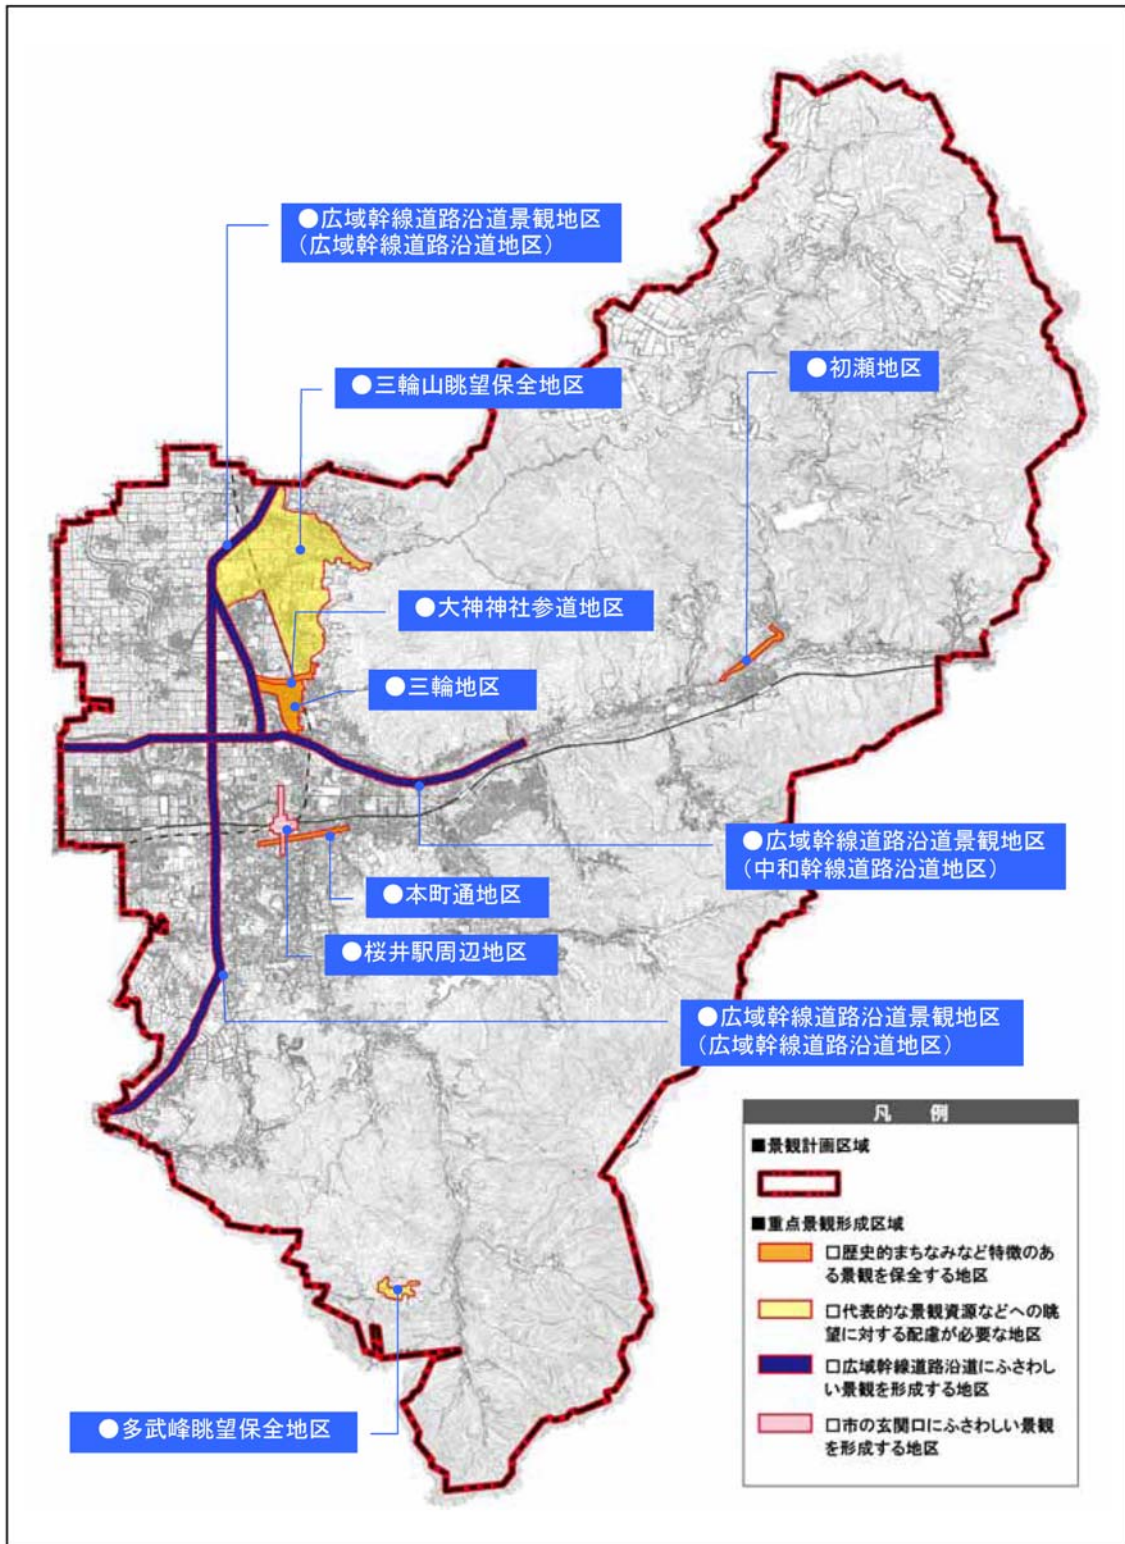 ●広域幹線道路沿道景観地区
（広域幹線道路沿道地区）
●三輪山眺望保全地区
●初瀬地区
●大神神社参道地区
●三輪地区
●広域幹線道路沿道景観地区
（中和幹線道路沿道地区）
●本町通地区
●桜井駅周辺地区
●広域幹線道路沿道景観地区
（広域幹線道路沿道地区）
●多武峰眺望保全地区
凡　例
■景観計画区域
■重点景観形成区域
□歴史的まちなみなど特徴のあ
る景観を保全する地区
□代表的な景観資源などへの眺
望に対する配慮が必要な地区
□広域幹線道路沿道にふさわし
い景観を形成する地区
□市の玄関口にふさわしい景観
を形成する地区